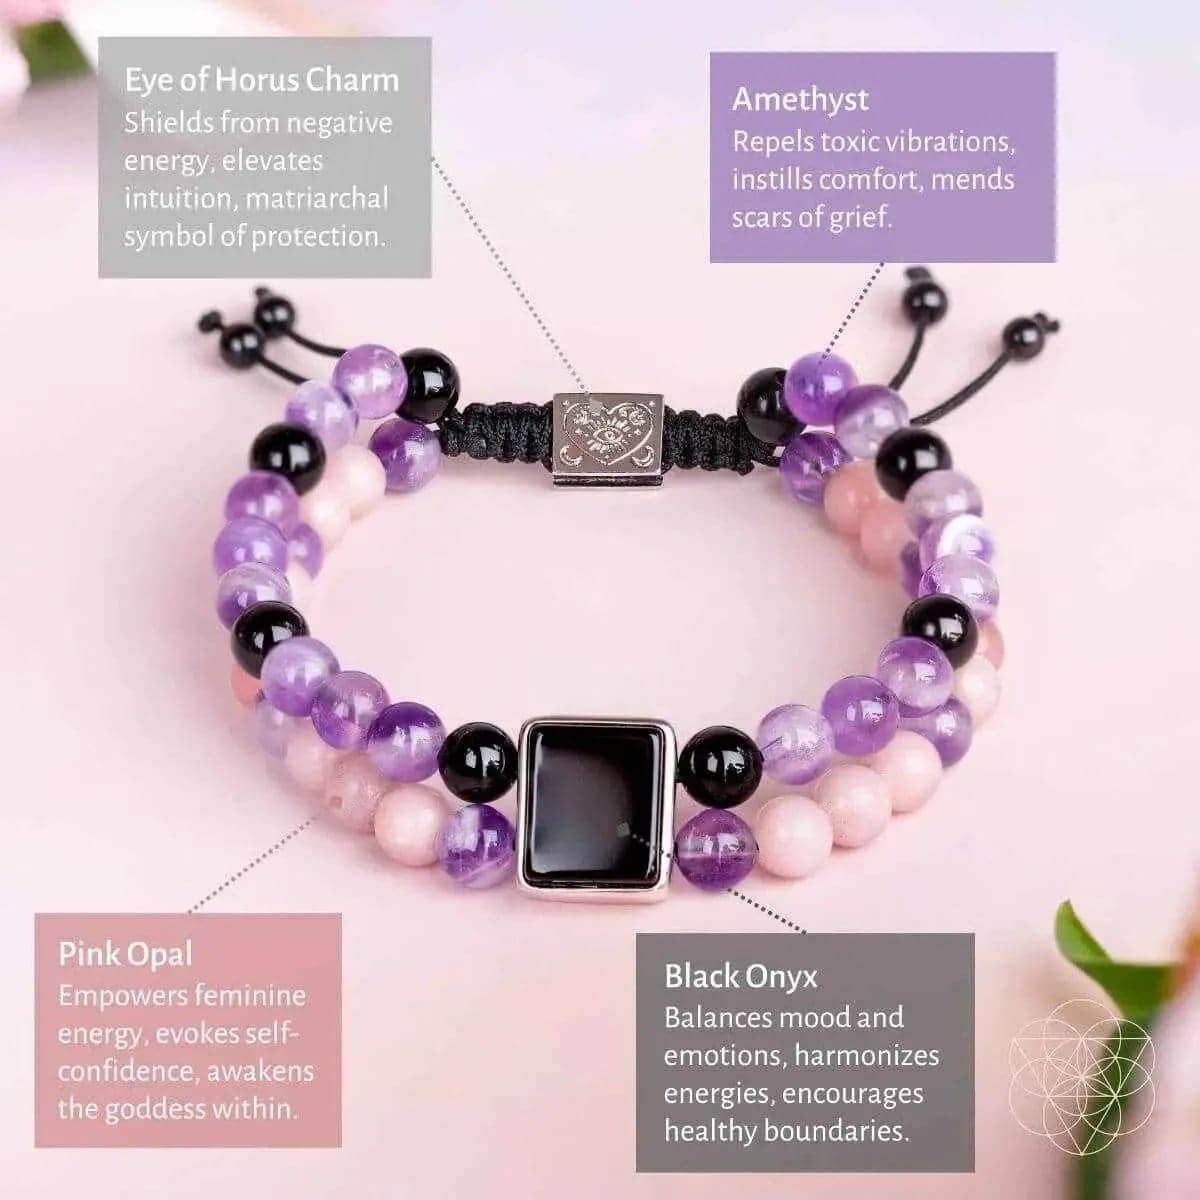 Eye of Horus Charm
Shields from negative
energy, elevates
intuition, matriarchal
symbol of protection.
Amethyst
Repels toxic vibrations,
instills comfort, mends
scars of grief.
Pink Opal
Empowers feminine
energy, evokes self-
confidence, awakens
the goddess within.
Black Onyx
Balances mood and
emotions, harmonizes
energies, encourages
healthy boundaries.